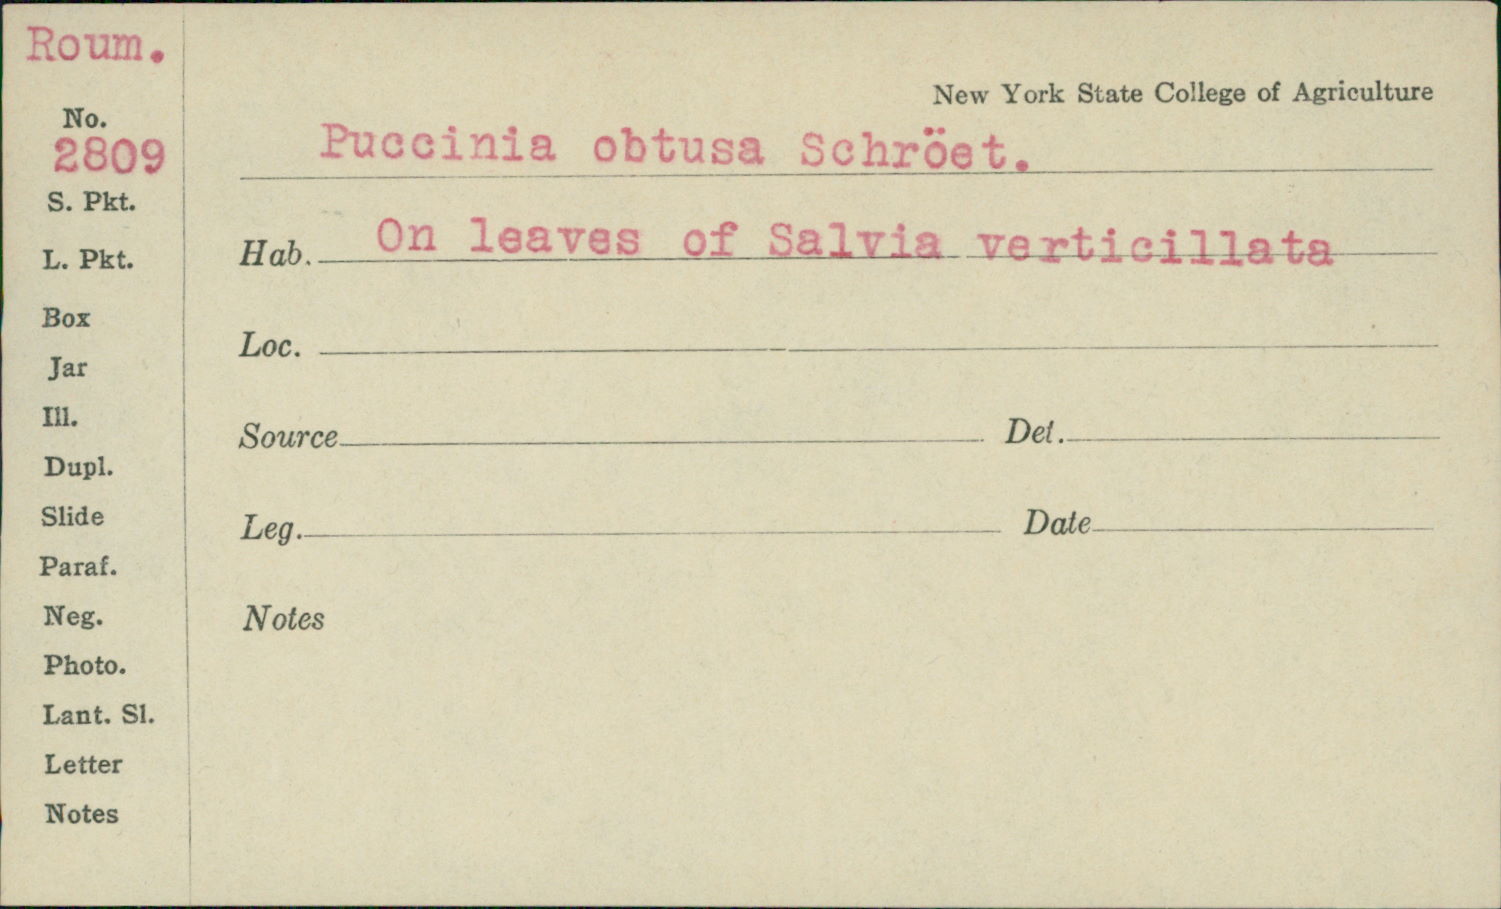 Roum.
New York State College of Agriculture
No.
2809
Puccinia obtusa Schröet.
S. Pkt.
Hab. On leaves of Salvia verticillata
L. Pkt.
Box
Loc.
Jar
Ill.
Source Det.
Dupl.
Slide
Leg. Date
Paraf.
Neg.
Notes
Photo.
Lant. Sl.
Letter
Notes